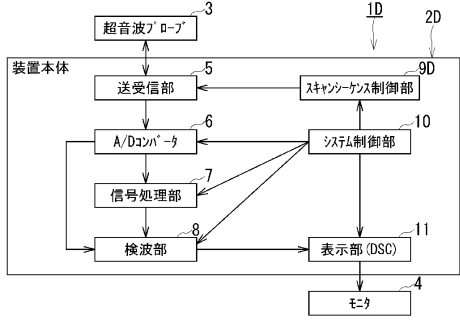 超音波ﾌﾟﾛｰﾌﾞ 3
1D
2D
装置本体
送受信部 5
ｽｷｬﾝｼｰｹﾝｽ制御部 9D
A/Dｺﾝﾊﾞｰﾀ 6
ｼｽﾃﾑ制御部 10
信号処理部 7
検波部 8
表示部(DSC) 11
ﾓﾆﾀ 4